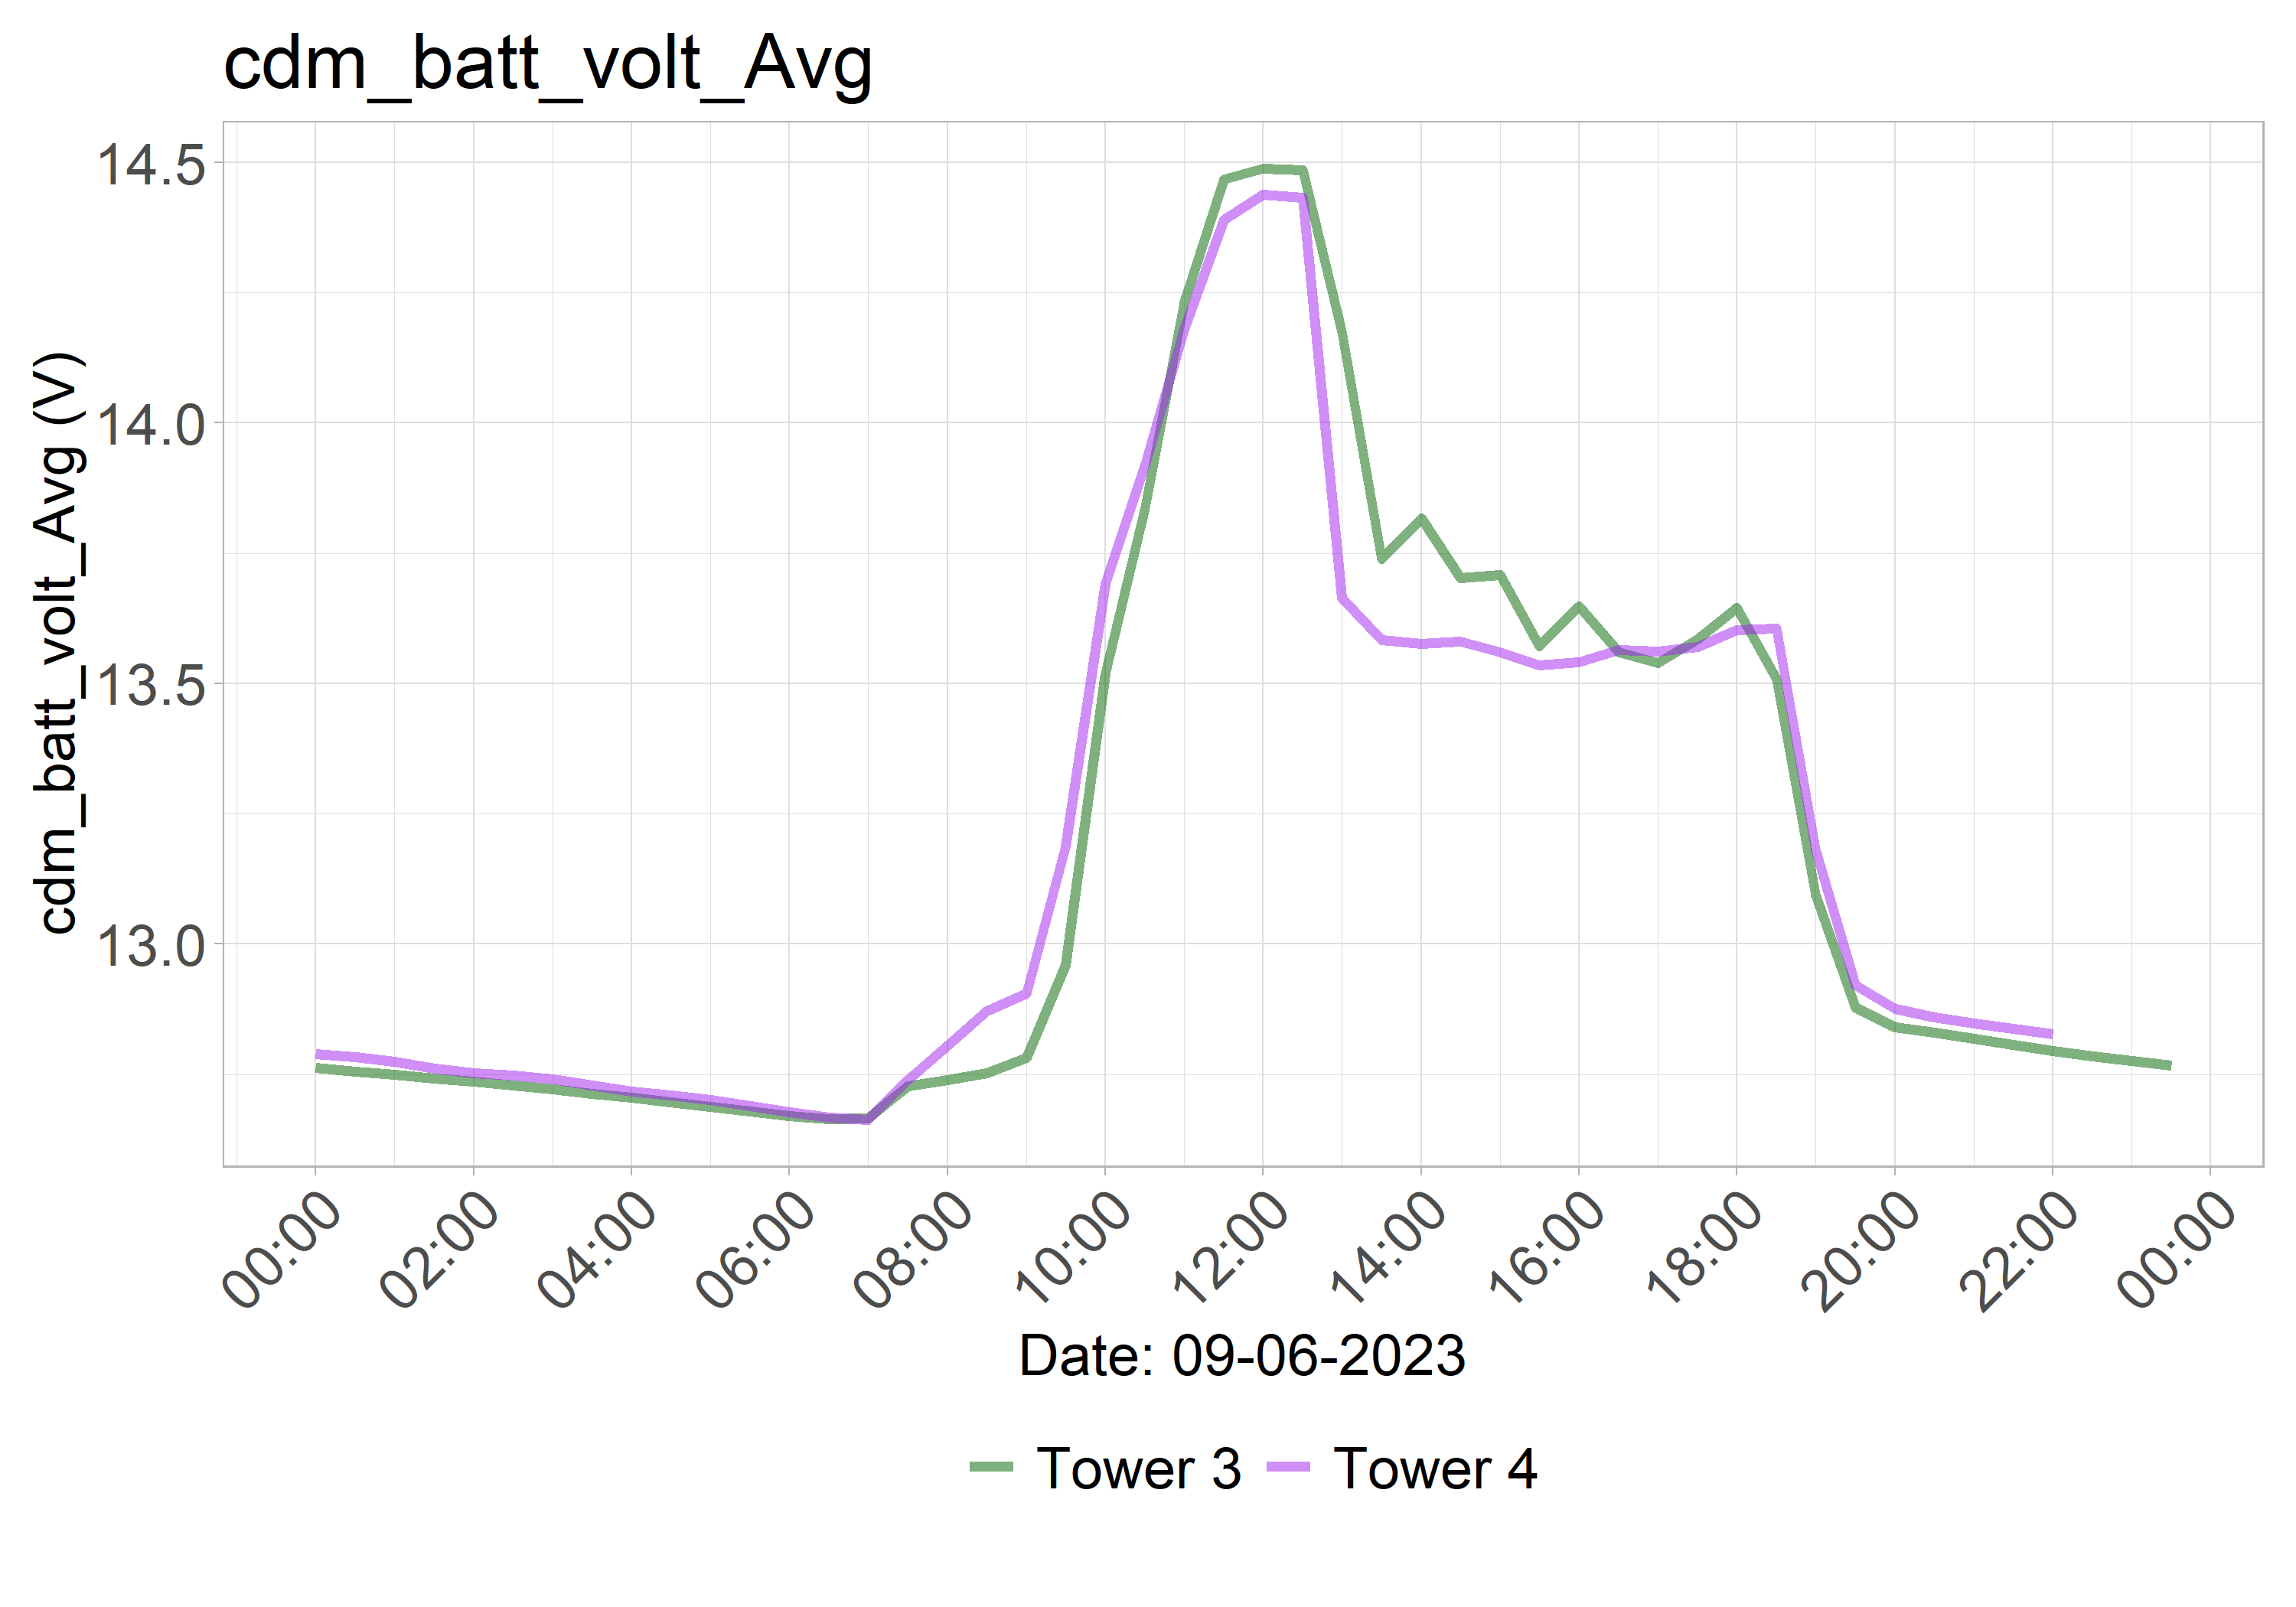 cdm_batt_volt_Avg
cdm_batt_volt_Avg (V)
14.5
14.0
13.5
13.0
00:00 02:00 04:00 06:00 08:00 10:00 12:00 14:00 16:00 18:00 20:00 22:00 00:00
Date: 09-06-2023
Tower 3 Tower 4